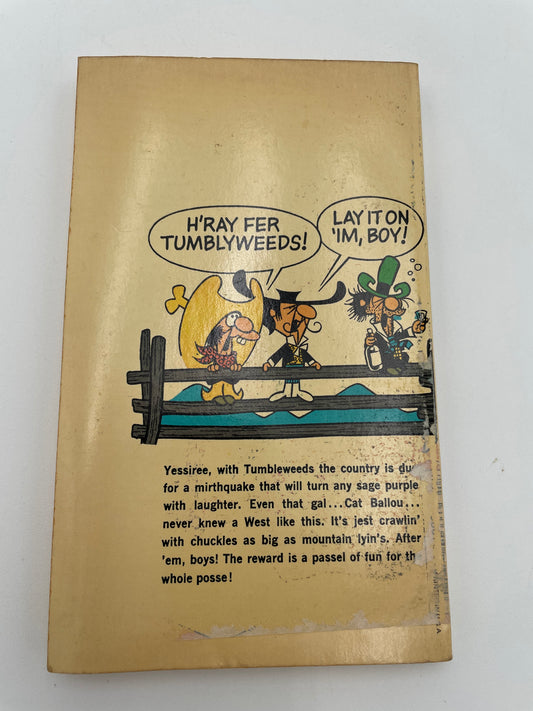 H'RAY FER
TUMBLYWEEDS!
LAY IT ON
'IM, BOY!
Yessiree, with Tumbleweeds the country is du
for a mirthquake that will turn any sage purple
with laughter. Even that gal...Cat Ballou...
never knew a West like this. It's jest crawlin'
with chuckles as big as mountain lyin's. After
'em, boys! The reward is a passel of fun for th
whole posse!